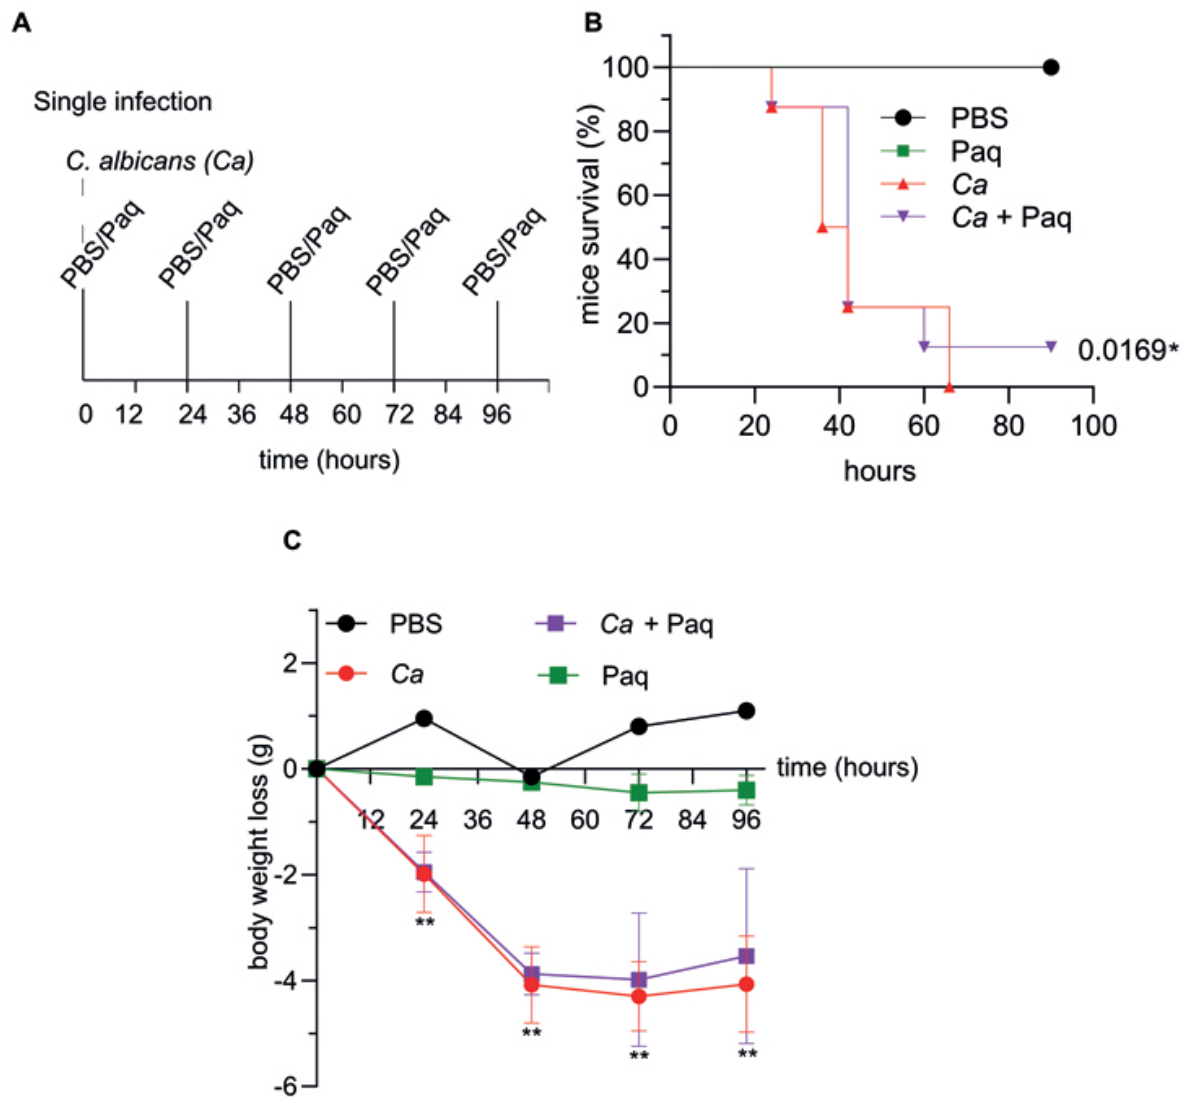 A
Single infection
C. albicans (Ca)
PBS/Paq PBS/Paq PBS/Paq PBS/Paq PBS/Paq
0 12 24 36 48 60 72 84 96
time (hours)
B
mice survival (%)
100
80
60
40
20
0
PBS
Paq
Ca
Ca + Paq
0.0169*
0 20 40 60 80 100
hours
C
PBS Ca + Paq
Ca Paq
body weight loss (g)
2
0
-2
-4
-6
time (hours)
12 24 36 48 60 72 84 96
**
**
**
**